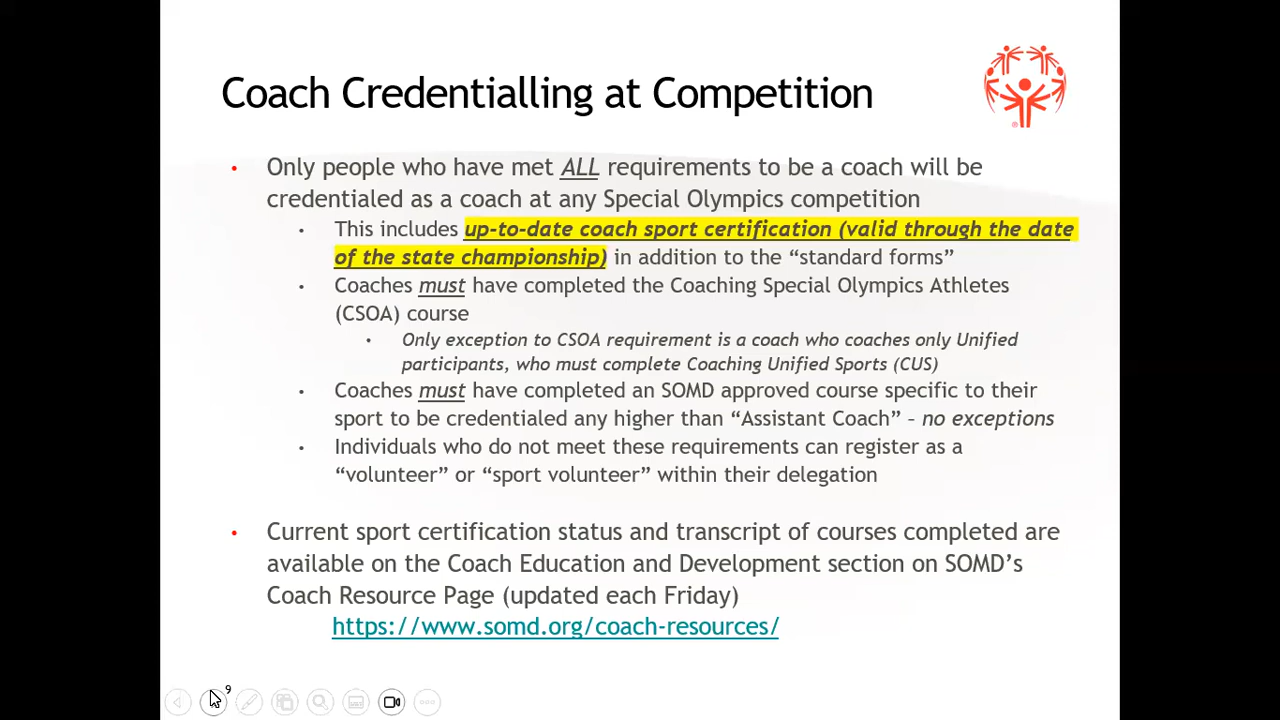 Coach Credentialling at Competition
Only people who have met ALL requirements to be a coach will be
credentialed as a coach at any Special Olympics competition
This includes up-to-date coach sport certification (valid through the date
of the state championship) in addition to the “standard forms”
Coaches must have completed the Coaching Special Olympics Athletes
(CSOA) course
Only exception to CSOA requirement is a coach who coaches only Unified
participants, who must complete Coaching Unified Sports (CUS)
Coaches must have completed an SOMD approved course specific to their
sport to be credentialed any higher than “Assistant Coach” – no exceptions
Individuals who do not meet these requirements can register as a
“volunteer” or “sport volunteer” within their delegation
Current sport certification status and transcript of courses completed are
available on the Coach Education and Development section on SOMD’s
Coach Resource Page (updated each Friday)
https://www.somd.org/coach-resources/
9